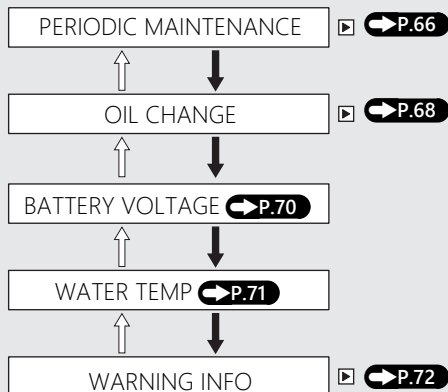 PERIODIC MAINTENANCE P.66
OIL CHANGE P.68
BATTERY VOLTAGE P.70
WATER TEMP P.71
WARNING INFO P.72